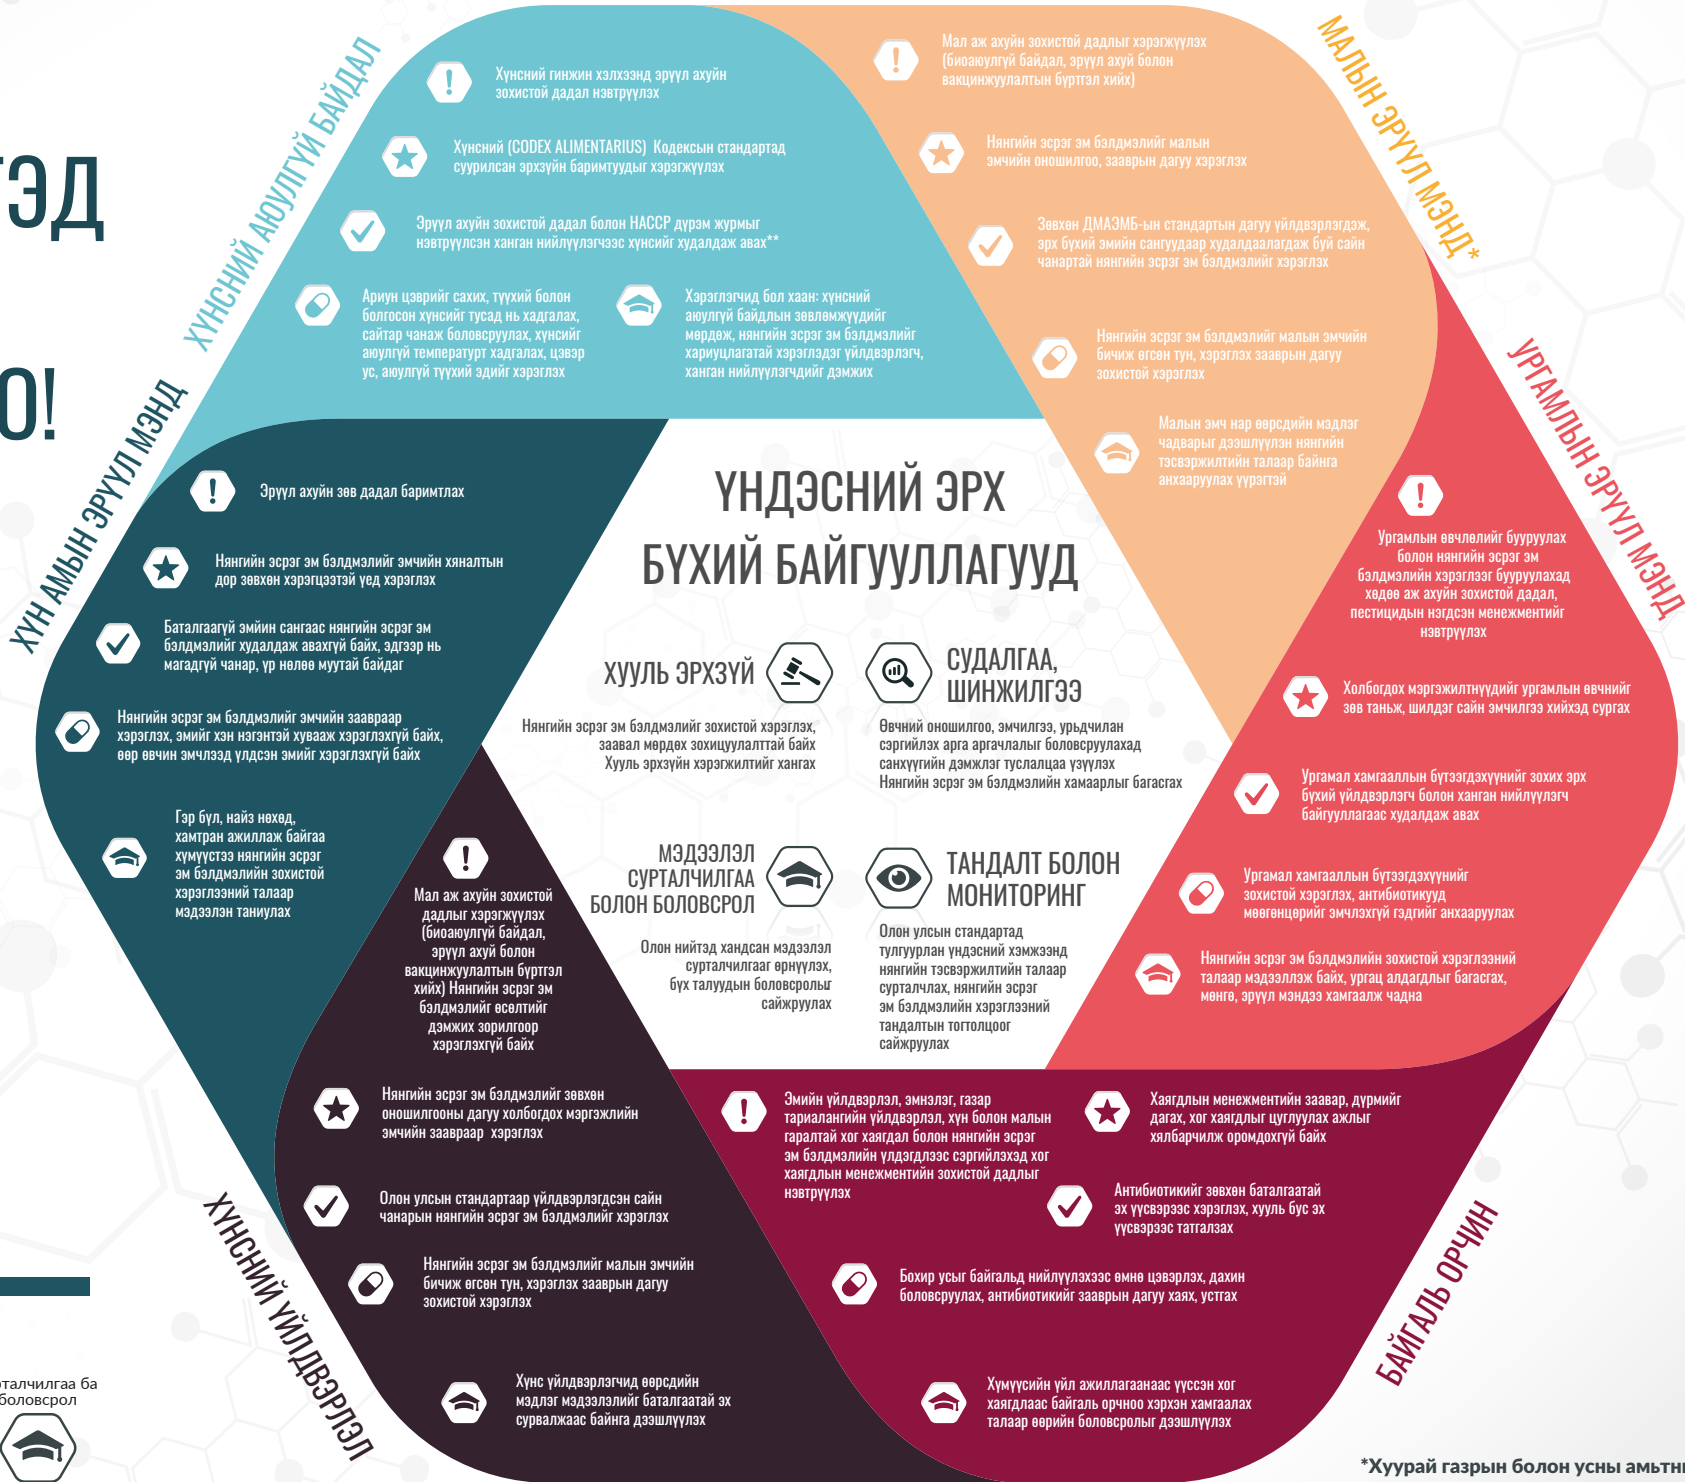 ХҮНСНИЙ АЮУЛГҮЙ БАЙДАЛ
Хүнсний гинжин хэлхээнд эрүүл ахуйн
зохистой дадал нэвтрүүлэх
Хүнсний (CODEX ALIMENTARIUS) Кодексын стандартад
суурилсан эрхзүйн баримтуудыг хэрэгжүүлэх
Эрүүл ахуйн зохистой дадал болон HACCP дүрэм журмыг
нэвтрүүлсэн ханган нийлүүлэгчээс хүнсийг худалдаж авах**
Ариун цэврийг сахих, түүхий болон
болгосон хүнсийг тусад нь хадгалах,
сайтар чанаж боловсруулах, хүнсийг
аюулгүй температурт хадгалах, цэвэр
ус, аюулгүй түүхий эдийг хэрэглэх
Хэрэглэгчид бол хаан: хүнсний
аюулгүй байдлын зөвлөмжүүдийг
мөрдөж, нянгийн эсрэг эм бэлдмэлийг
хариуцлагатай хэрэглэдэг үйлдвэрлэгч,
ханган нийлүүлэгчдийг дэмжих
МАЛЫН ЭРҮҮЛ МЭНД*
Мал аж ахуйн зохистой дадлыг хэрэгжүүлэх
(биоаюулгүй байдал, эрүүл ахуй болон
вакцинжуулалтын бүртгэл хийх)
Нянгийн эсрэг эм бэлдмэлийг малын
эмчийн оношилгоо, зааврын дагуу хэрэглэх
Зөвхөн ДМАЭМБ-ын стандартын дагуу үйлдвэрлэгдэж,
эрх бүхий эмийн сангуудаар худалдаалагдаж буй сайн
чанартай нянгийн эсрэг эм бэлдмэлийг хэрэглэх
Нянгийн эсрэг эм бэлдмэлийг малын эмчийн
бичиж өгсөн тун, хэрэглэх зааврын дагуу
зохистой хэрэглэх
Малын эмч нар өөрсдийн мэдлэг
чадварыг дээшлүүлэн нянгийн
тэсвэржилтийн талаар байнга
анхааруулах үүрэгтэй
УРГАМЛЫН ЭРҮҮЛ МЭНД
Ургамлын өвчлөлийг бууруулах
болон нянгийн эсрэг эм
бэлдмэлийн хэрэглээг бууруулахад
хөдөө аж ахуйн зохистой дадал,
пестицидын нэгдсэн менежментийг
нэвтрүүлэх
Холбогдох мэргэжилтнүүдийг ургамлын өвчнийг
зөв таньж, шилдэг сайн эмчилгээ хийхэд сургах
Ургамал хамгааллын бүтээгдэхүүнийг зохих эрх
бүхий үйлдвэрлэгч болон ханган нийлүүлэгч
байгууллагаас худалдаж авах
Ургамал хамгааллын бүтээгдэхүүнийг
зохистой хэрэглэх, антибиотикууд
мөөгөнцөрийг эмчлэхгүй гэдгийг анхааруулах
Нянгийн эсрэг эм бэлдмэлийн зохистой хэрэглээний
талаар мэдээллэж байх, ургац алдагдлыг багасгах,
мөнгө, эрүүл мэндээ хамгаалж чадна
ХҮН АМЫН ЭРҮҮЛ МЭНД
Эрүүл ахуйн зөв дадал баримтлах
Нянгийн эсрэг эм бэлдмэлийг эмчийн хяналтын
дор зөвхөн хэрэгцээтэй үед хэрэглэх
Баталгаагүй эмийн сангаас нянгийн эсрэг эм
бэлдмэлийг худалдаж авахгүй байх, эдгээр нь
магадгүй чанар, үр нөлөө муутай байдаг
Нянгийн эсрэг эм бэлдмэлийг эмчийн заавраар
хэрэглэх, эмийг хэн нэгэнтэй хувааж хэрэглэхгүй байх,
өөр өвчин эмчлээд үлдсэн эмийг хэрэглэхгүй байх
Гэр бүл, найз нөхөд,
хамтран ажиллаж байгаа
хүмүүстээ нянгийн эсрэг
эм бэлдмэлийн зохистой
хэрэглээний талаар
мэдээлэн таниулах
ҮНДЭСНИЙ ЭРХ
БҮХИЙ БАЙГУУЛЛАГУУД
ХУУЛЬ ЭРХЗҮЙ
Нянгийн эсрэг эм бэлдмэлийг зохистой хэрэглэх,
заавал мөрдөх зохицуулалттай байх
Хууль эрхзүйн хэрэгжилтийг хангах
СУДАЛГАА,
ШИНЖИЛГЭЭ
Өвчний оношилгоо, эмчилгээ, урьдчилан
сэргийлэх арга аргачлалыг боловсруулахад
санхүүгийн дэмжлэг туслалцаа үзүүлэх
Нянгийн эсрэг эм бэлдмэлийн хамаарлыг багасгах
МЭДЭЭЛЭЛ
СУРТАЛЧИЛГАА
БОЛОН БОЛОВСРОЛ
Олон нийтэд хандсан мэдээлэл
сурталчилгааг өрнүүлэх,
бүх талуудын боловсролыг
сайжруулах
ТАНДАЛТ БОЛОН
МОНИТОРИНГ
Олон улсын стандартад
тулгуурлан үндэсний хэмжээнд
нянгийн тэсвэржилтийн талаар
сурталчлах, нянгийн эсрэг
эм бэлдмэлийн хэрэглээний
тандалтын тогтолцоог
сайжруулах
ХҮНСНИЙ ҮЙЛДВЭРЛЭЛ
Мал аж ахуйн зохистой
дадлыг хэрэгжүүлэх
(биоаюулгүй байдал,
эрүүл ахуй болон
вакцинжуулалтын бүртгэл
хийх) Нянгийн эсрэг эм
бэлдмэлийг өсөлтийг
дэмжих зорилгоор
хэрэглэхгүй байх
Нянгийн эсрэг эм бэлдмэлийг зөвхөн
оношилгооны дагуу холбогдох мэргэжлийн
эмчийн заавраар хэрэглэх
Олон улсын стандартаар үйлдвэрлэгдсэн сайн
чанарын нянгийн эсрэг эм бэлдмэлийг хэрэглэх
Нянгийн эсрэг эм бэлдмэлийг малын эмчийн
бичиж өгсөн тун, хэрэглэх зааврын дагуу
зохистой хэрэглэх
Хүнс үйлдвэрлэгчид өөрсдийн
мэдлэг мэдээлэлийг баталгаатай эх
сурвалжаас байнга дээшлүүлэх
БАЙГАЛЬ ОРЧИН
Эмийн үйлдвэрлэл, эмнэлэг, газар
тариалангийн үйлдвэрлэл, хүн болон малын
гаралтай хог хаягдал болон нянгийн эсрэг
эм бэлдмэлийн үлдэгдлээс сэргийлэхэд хог
хаягдлын менежментийн зохистой дадлыг
нэвтрүүлэх
Хаягдлын менежментийн заавар, дүрмийг
дагах, хог хаягдлыг цуглуулах ажлыг
хялбарчилж оромдохгүй байх
Антибиотикийг зөвхөн баталгаатай
эх үүсвэрээс хэрэглэх, хууль бус эх
үүсвэрээс татгалзах
Бохир усыг байгальд нийлүүлэхээс өмнө цэвэрлэх, дахин
боловсруулах, антибиотикийг зааврын дагуу хаях, устгах
Хүмүүсийн үйл ажиллагаанаас үүссэн хог
хаягдлаас байгаль орчноо хэрхэн хамгаалах
талаар өөрийн боловсролыг дээшлүүлэх
ба
боловсрол
*Хуурай газрын болон усны